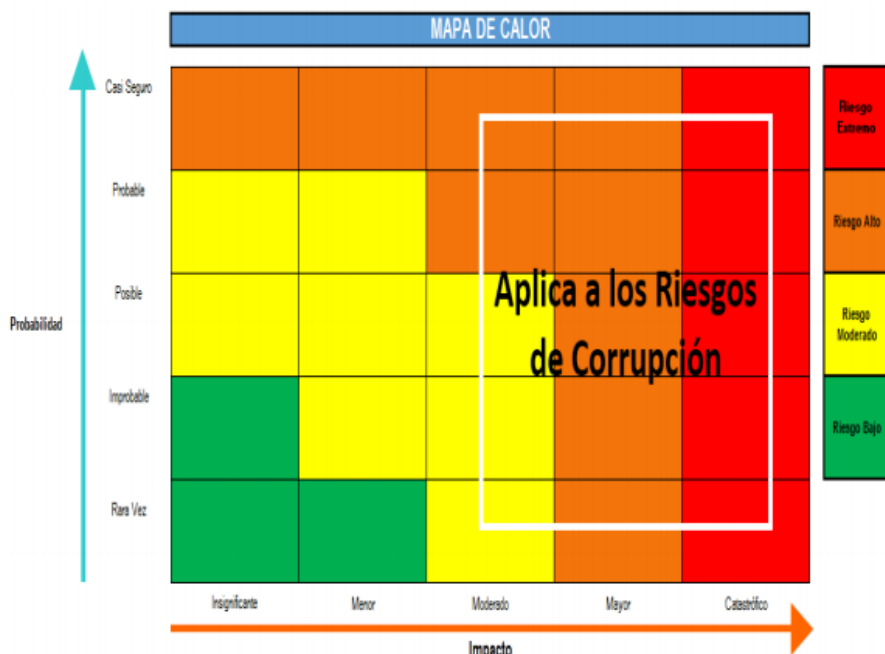 MAPA DE CALOR
Casi Seguro
Probable
Posible
Probabilidad
Improbable
Rara Vez
Aplica a los Riesgos
de Corrupción
Riesgo
Extremo
Riesgo Alto
Riesgo
Moderado
Riesgo Bajo
Insignificante
Menor
Moderado
Mayor
Catastrófico
Impacto